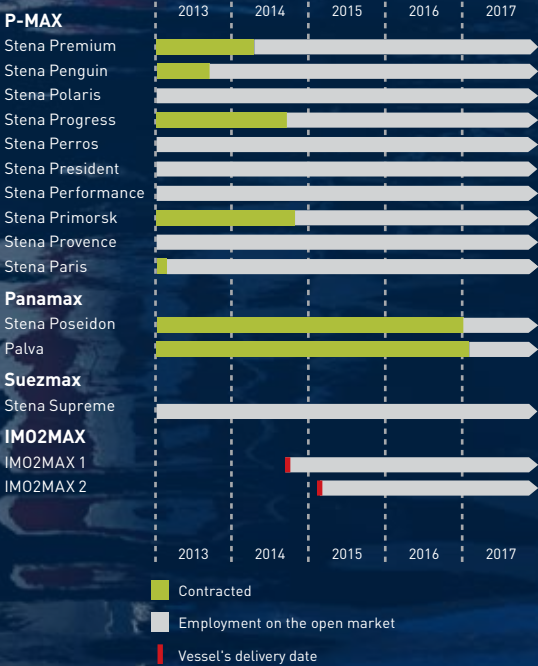 2013 2014 2015 2016 2017
P-MAX
Stena Premium
Stena Penguin
Stena Polaris
Stena Progress
Stena Perros
Stena President
Stena Performance
Stena Primorsk
Stena Provence
Stena Paris
Panamax
Stena Poseidon
Palva
Suezmax
Stena Supreme
IMO2MAX
IMO2MAX 1
IMO2MAX 2
2013 2014 2015 2016 2017
Contracted
Employment on the open market
Vessel's delivery date